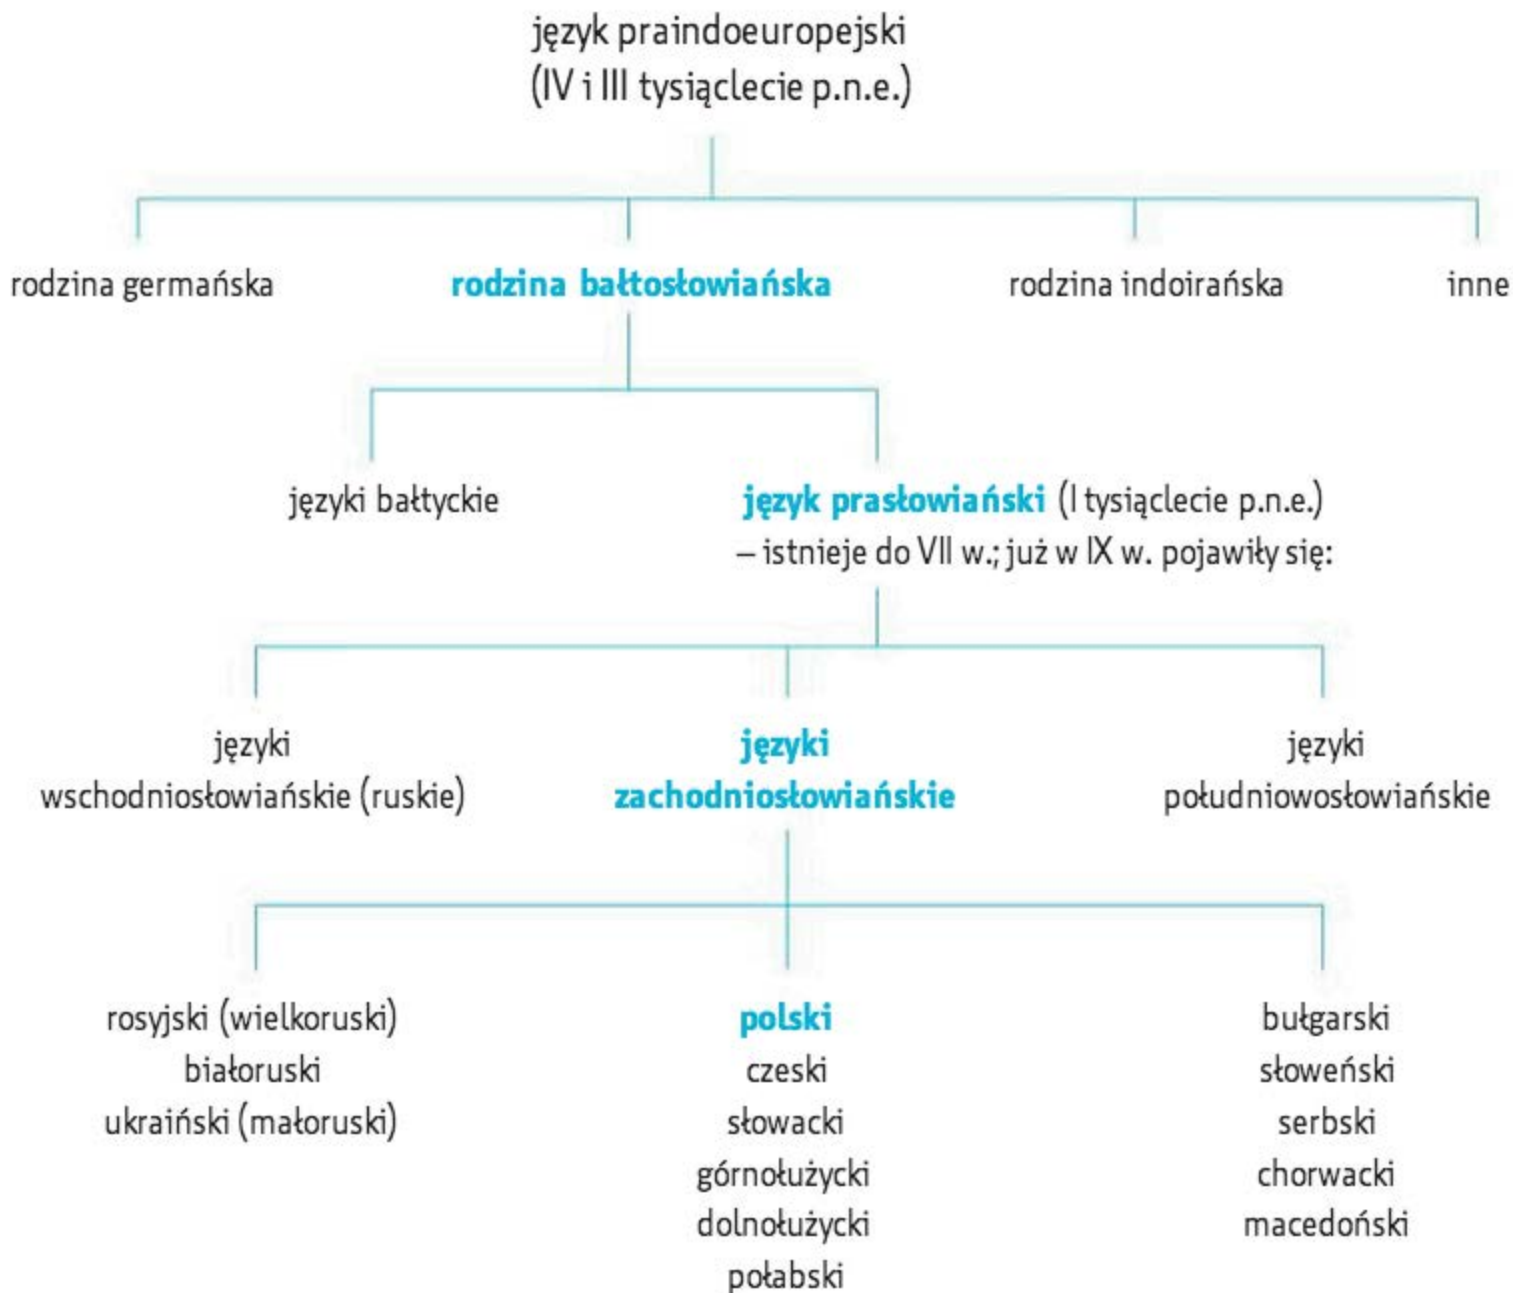 język praindoeuropejski
(IV i III tysiąclecie p.n.e.)
rodzina germańska
rodzina bałtosłowiańska
rodzina indoirańska
inne
języki bałtyckie
język prasłowiański (I tysiąclecie p.n.e.)
– istnieje do VII w.; już w IX w. pojawiły się:
języki
wschodniosłowiańskie (ruskie)
języki
zachodniosłowiańskie
języki
południowosłowiańskie
rosyjski (wielkoruski)
białoruski
ukraiński (małoruski)
polski
czeski
słowacki
górnołużycki
dolnołużycki
połabski
bułgarski
słoweński
serbski
chorwacki
macedoński